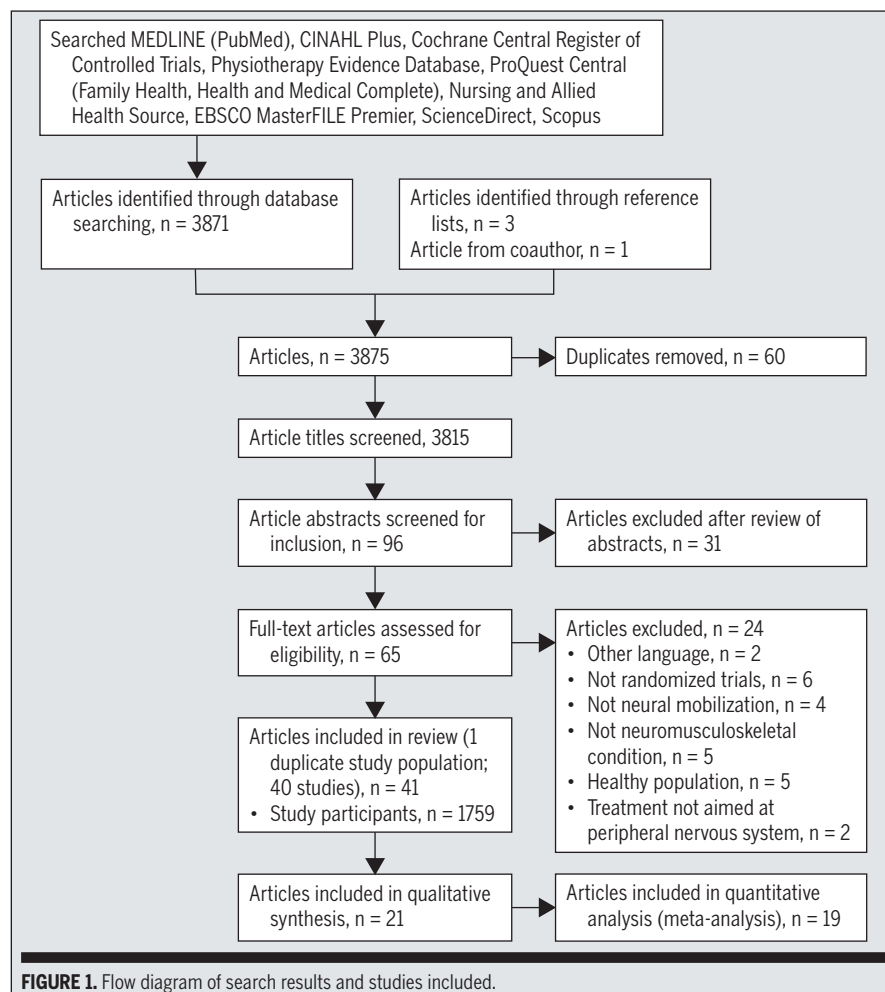 Searched MEDLINE (PubMed), CINAHL Plus, Cochrane Central Register of
Controlled Trials, Physiotherapy Evidence Database, ProQuest Central
(Family Health, Health and Medical Complete), Nursing and Allied
Health Source, EBSCO MasterFILE Premier, ScienceDirect, Scopus
Articles identified through database
searching, n = 3871
Articles identified through reference
lists, n = 3
Article from coauthor, n = 1
Articles, n = 3875
Duplicates removed, n = 60
Article titles screened, 3815
Article abstracts screened for
inclusion, n = 96
Articles excluded after review of
abstracts, n = 31
Full-text articles assessed for
eligibility, n = 65
Articles excluded, n = 24
• Other language, n = 2
• Not randomized trials, n = 6
• Not neural mobilization, n = 4
• Not neuromusculoskeletal
condition, n = 5
• Healthy population, n = 5
• Treatment not aimed at
peripheral nervous system, n = 2
Articles included in review (1
duplicate study population;
40 studies), n = 41
• Study participants, n = 1759
Articles included in qualitative
synthesis, n = 21
Articles included in quantitative
analysis (meta-analysis), n = 19
FIGURE 1. Flow diagram of search results and studies included.